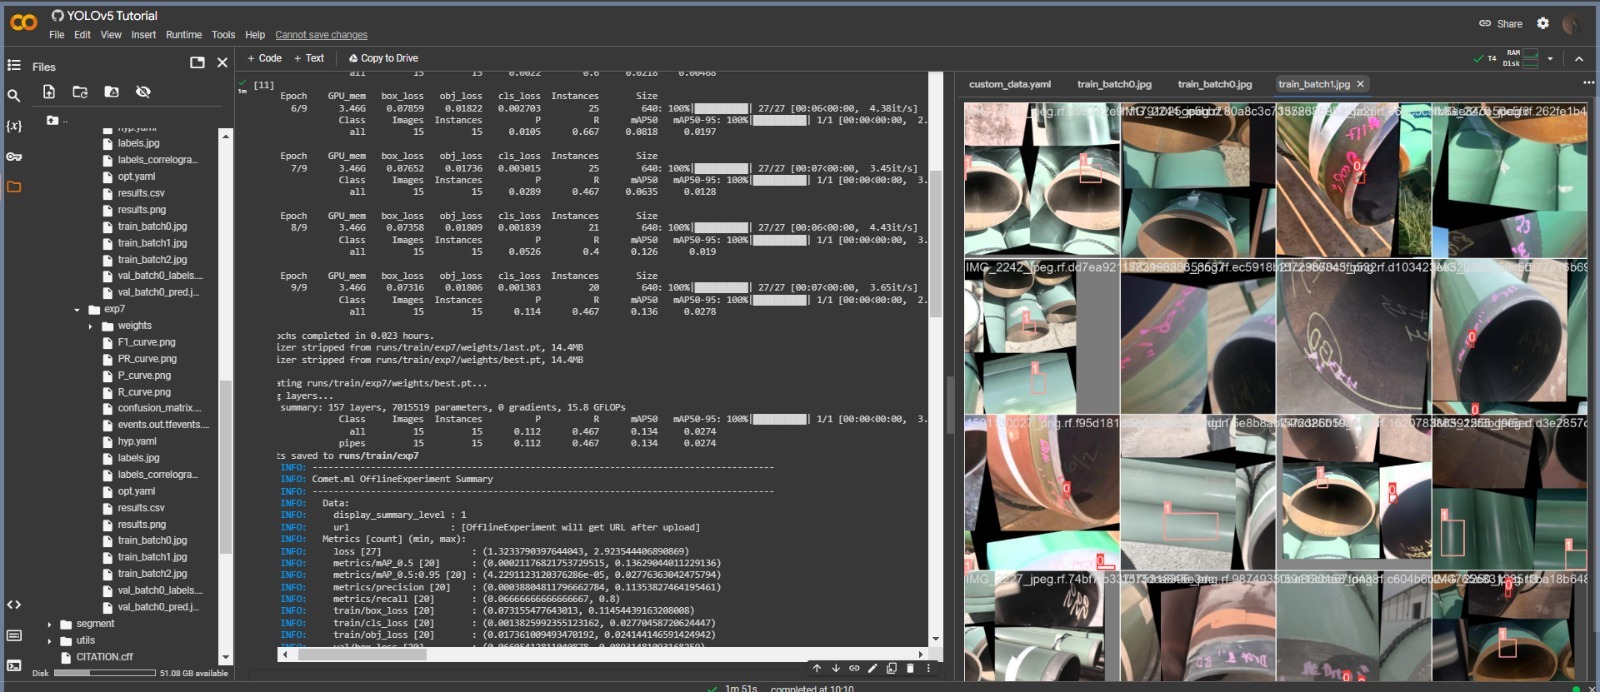 YOLOv5 Tutorial
File Edit View Insert Runtime Tools Help Cannot save changes
Share
Files
+ Code + Text Copy to Drive
T4 RAM Disk
..
hyp.yaml
labels.jpg
labels_correlogra...
opt.yaml
results.csv
results.png
train_batch0.jpg
train_batch1.jpg
train_batch2.jpg
val_batch0_labels....
val_batch0_pred.j...
exp7
weights
F1_curve.png
PR_curve.png
P_curve.png
R_curve.png
confusion_matrix....
events.out.tfevents....
hyp.yaml
labels.jpg
labels_correlogra...
opt.yaml
results.csv
results.png
train_batch0.jpg
train_batch1.jpg
train_batch2.jpg
val_batch0_labels....
val_batch0_pred.j...
segment
utils
CITATION.cff
Disk 51.08 GB available
{x}
1m
[11]
all 15 15 0.0022 0.6 0.0218 0.00468
Epoch GPU_mem box_loss obj_loss cls_loss Instances Size
6/9 3.46G 0.07859 0.01822 0.002703 25 640: 100% 27/27 [00:06<00:00, 4.38it/s]
Class Images Instances P R mAP50 mAP50-95: 100% 1/1 [00:00<00:00, 2.
all 15 15 0.0105 0.667 0.0818 0.0197
Epoch GPU_mem box_loss obj_loss cls_loss Instances Size
7/9 3.46G 0.07652 0.01736 0.003015 25 640: 100% 27/27 [00:07<00:00, 3.45it/s]
Class Images Instances P R mAP50 mAP50-95: 100% 1/1 [00:00<00:00, 3.
all 15 15 0.0289 0.467 0.0635 0.0128
Epoch GPU_mem box_loss obj_loss cls_loss Instances Size
8/9 3.46G 0.07358 0.01809 0.001839 21 640: 100% 27/27 [00:06<00:00, 4.43it/s]
Class Images Instances P R mAP50 mAP50-95: 100% 1/1 [00:00<00:00, 3.
all 15 15 0.0526 0.4 0.126 0.019
Epoch GPU_mem box_loss obj_loss cls_loss Instances Size
9/9 3.46G 0.07316 0.01806 0.001383 20 640: 100% 27/27 [00:07<00:00, 3.65it/s]
Class Images Instances P R mAP50 mAP50-95: 100% 1/1 [00:00<00:00, 2.
all 15 15 0.114 0.467 0.136 0.0278
ochs completed in 0.023 hours.
izer stripped from runs/train/exp7/weights/last.pt, 14.4MB
izer stripped from runs/train/exp7/weights/best.pt, 14.4MB
ating runs/train/exp7/weights/best.pt...
layers...
summary: 157 layers, 7015519 parameters, 0 gradients, 15.8 GFLOPs
Class Images Instances P R mAP50 mAP50-95: 100% 1/1 [00:00<00:00, 3.
all 15 15 0.112 0.467 0.134 0.0274
pipes 15 15 0.112 0.467 0.134 0.0274
ts saved to runs/train/exp7
INFO: ---------------------------------------------------------------------------------------
INFO: Comet.ml OfflineExperiment Summary
INFO: ---------------------------------------------------------------------------------------
INFO: Data:
INFO: display_summary_level : 1
INFO: url : [OfflineExperiment will get URL after upload]
INFO: Metrics [count] (min, max):
INFO: loss [27] : (1.3233790397644043, 2.923544406890869)
INFO: metrics/mAP_0.5 [20] : (0.00021176821753729515, 0.13629044011229136)
INFO: metrics/mAP_0.5:0.95 [20] : (4.2291123120376286e-05, 0.02776363042475794)
INFO: metrics/precision [20] : (0.00038804811796662784, 0.11353827464195461)
INFO: metrics/recall [20] : (0.06666666666666667, 0.8)
INFO: train/box_loss [20] : (0.073155477643013, 0.11454439163208008)
INFO: train/cls_loss [20] : (0.0013825992355123162, 0.02770458720624447)
INFO: train/obj_loss [20] : (0.017361009493470192, 0.024144146591424942)
custom_data.yaml train_batch0.jpg train_batch0.jpg train_batch1.jpg
1m 51s completed at 10:10